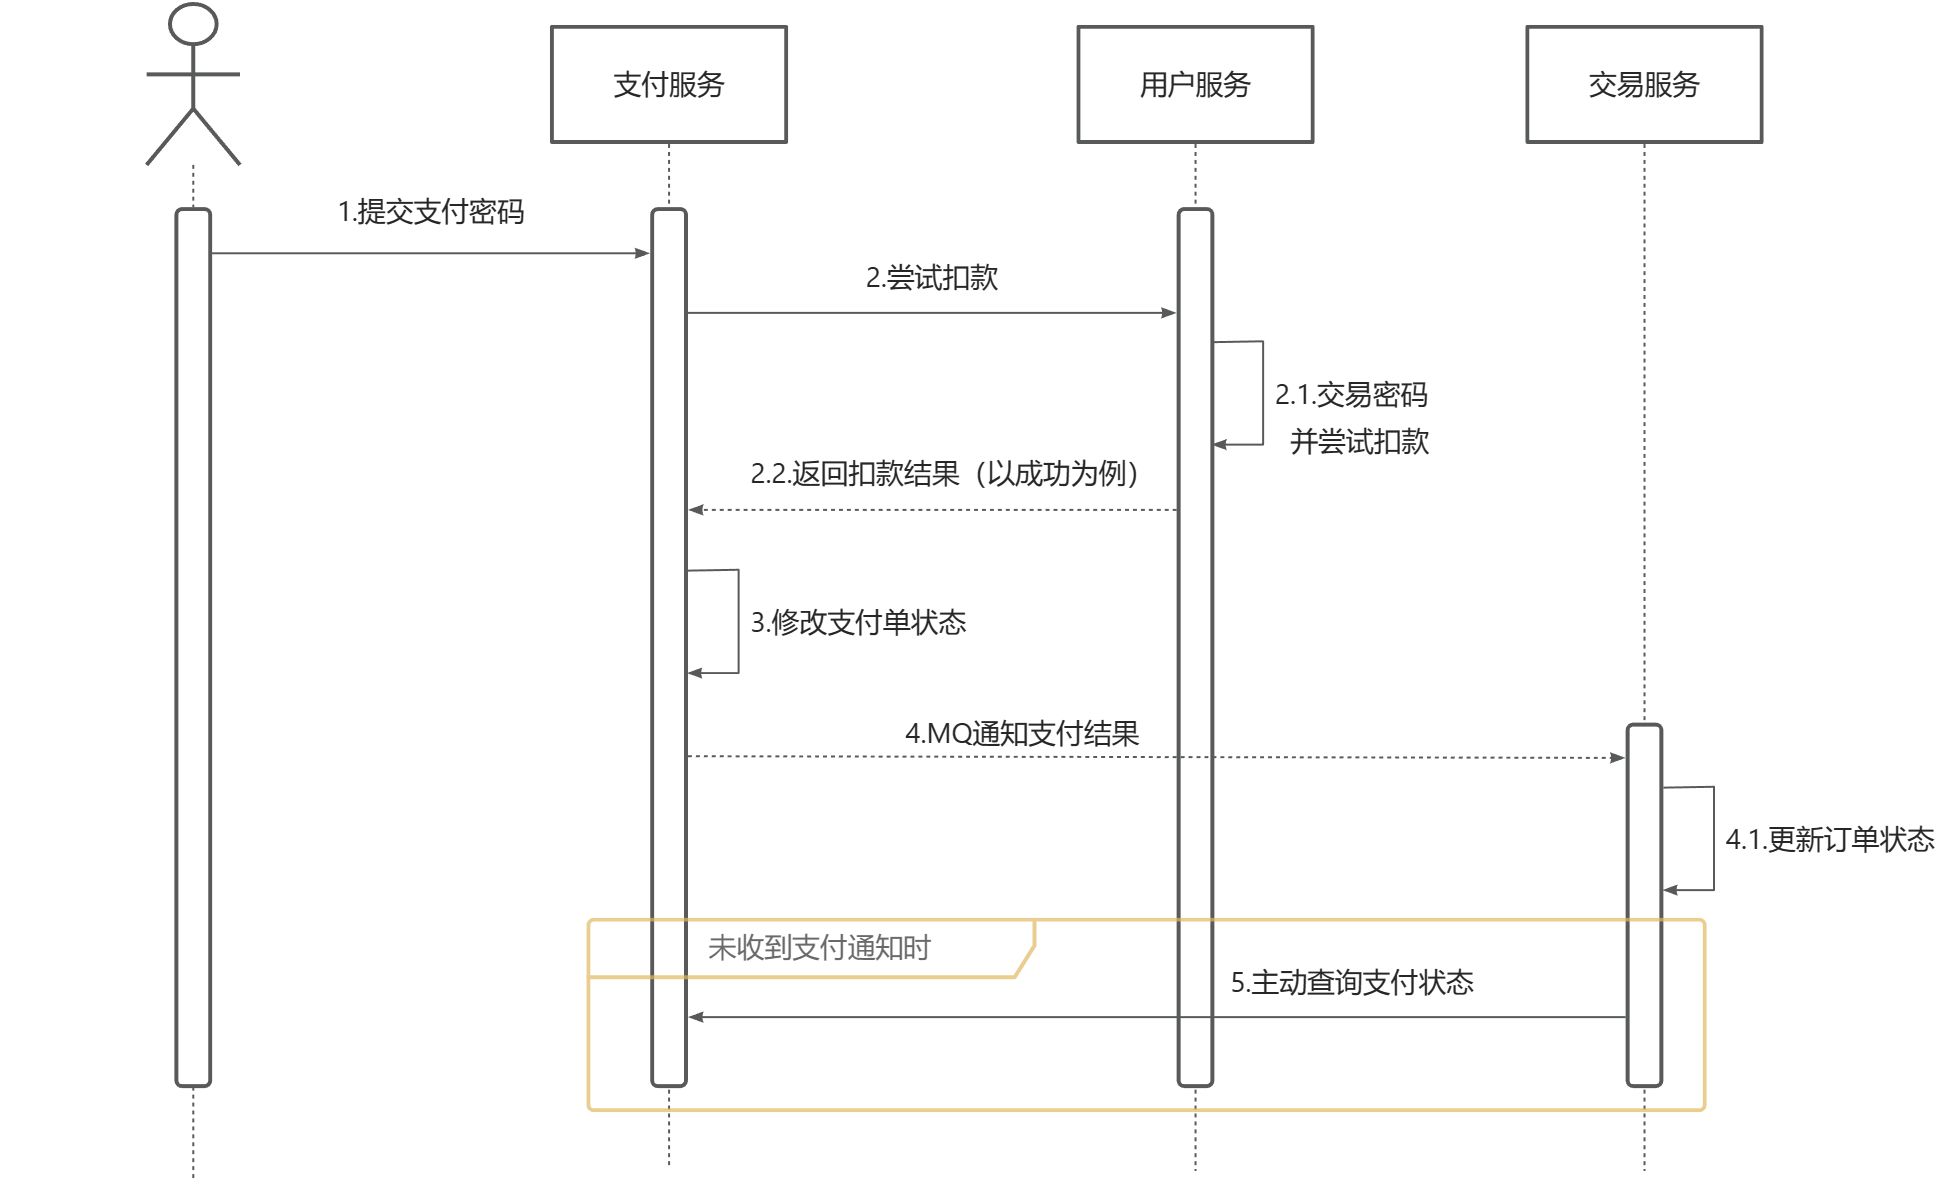 支付服务
用户服务
交易服务
1.提交支付密码
2.尝试扣款
2.1.交易密码
并尝试扣款
2.2.返回扣款结果（以成功为例）
3.修改支付单状态
4.MQ通知支付结果
4.1.更新订单状态
未收到支付通知时
5.主动查询支付状态